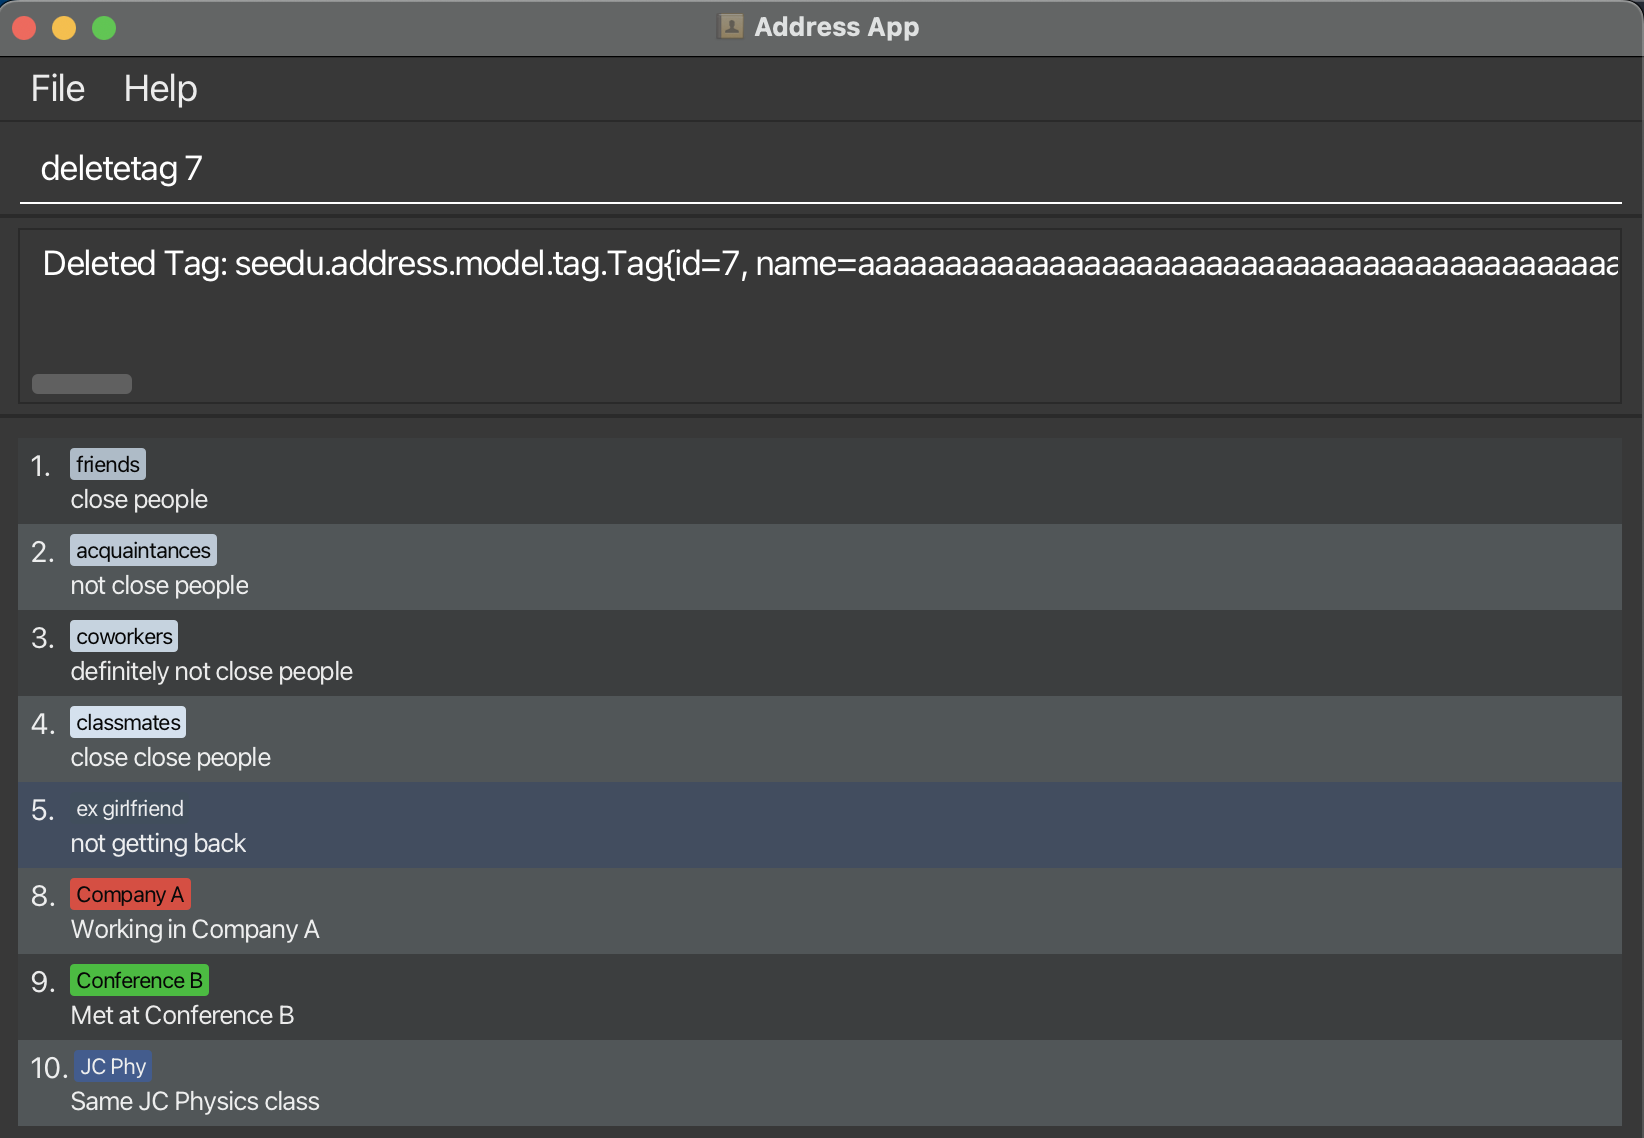 Address App
File Help
deletetag 7
Deleted Tag: seedu.address.model.tag.Tag{id=7, name=aaaaaaaaaaaaaaaaaaaaaaaaaaaaaaaaaaaaaaaaaaaa
1. friends
close people
2. acquaintances
not close people
3. coworkers
definitely not close people
4. classmates
close close people
5. ex girlfriend
not getting back
8. Company A
Working in Company A
9. Conference B
Met at Conference B
10. JC Phy
Same JC Physics class